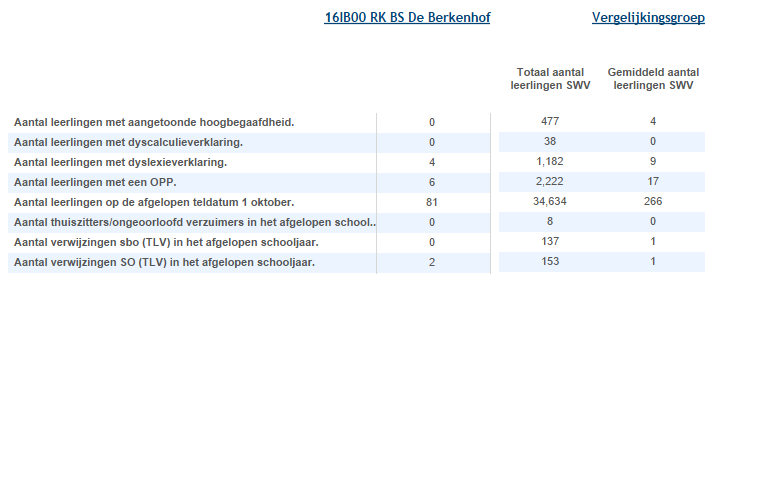 16IB00 RK BS De Berkenhof Vergelijkingsgroep
Totaal aantal leerlingen SWV Gemiddeld aantal leerlingen SWV
Aantal leerlingen met aangetoonde hoogbegaafdheid. 0 477 4
Aantal leerlingen met dyscalculieverklaring. 0 38 0
Aantal leerlingen met dyslexieverklaring. 4 1,182 9
Aantal leerlingen met een OPP. 6 2,222 17
Aantal leerlingen op de afgelopen teldatum 1 oktober. 81 34,634 266
Aantal thuiszitters/ongeoorloofd verzuimers in het afgelopen school.. 0 8 0
Aantal verwijzingen sbo (TLV) in het afgelopen schooljaar. 0 137 1
Aantal verwijzingen SO (TLV) in het afgelopen schooljaar. 2 153 1